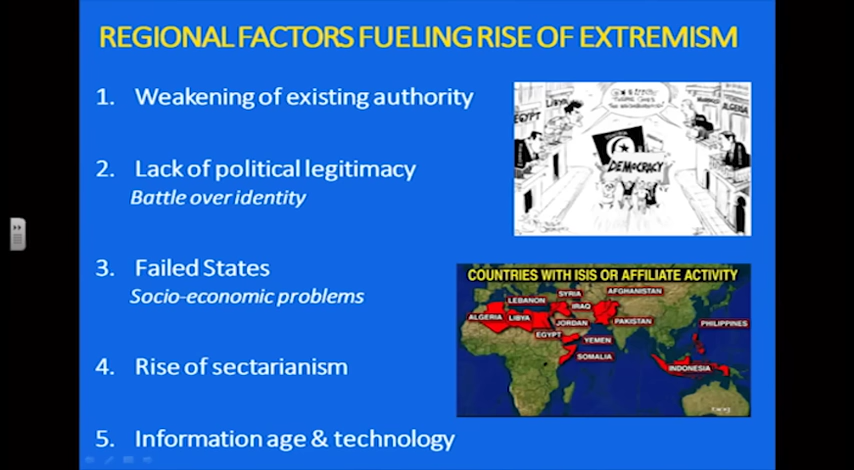 REGIONAL FACTORS FUELING RISE OF EXTREMISM
1. Weakening of existing authority
2. Lack of political legitimacy
Battle over identity
3. Failed States
Socio-economic problems
4. Rise of sectarianism
5. Information age & technology
EGYPT
LIBYA
ALGERIA
DEMOCRACY
COUNTRIES WITH ISIS OR AFFILIATE ACTIVITY
SYRIA
AFGHANISTAN
LEBANON
IRAQ
ALGERIA
LIBYA
JORDAN
PAKISTAN
PHILIPPINES
EGYPT
YEMEN
SOMALIA
INDONESIA